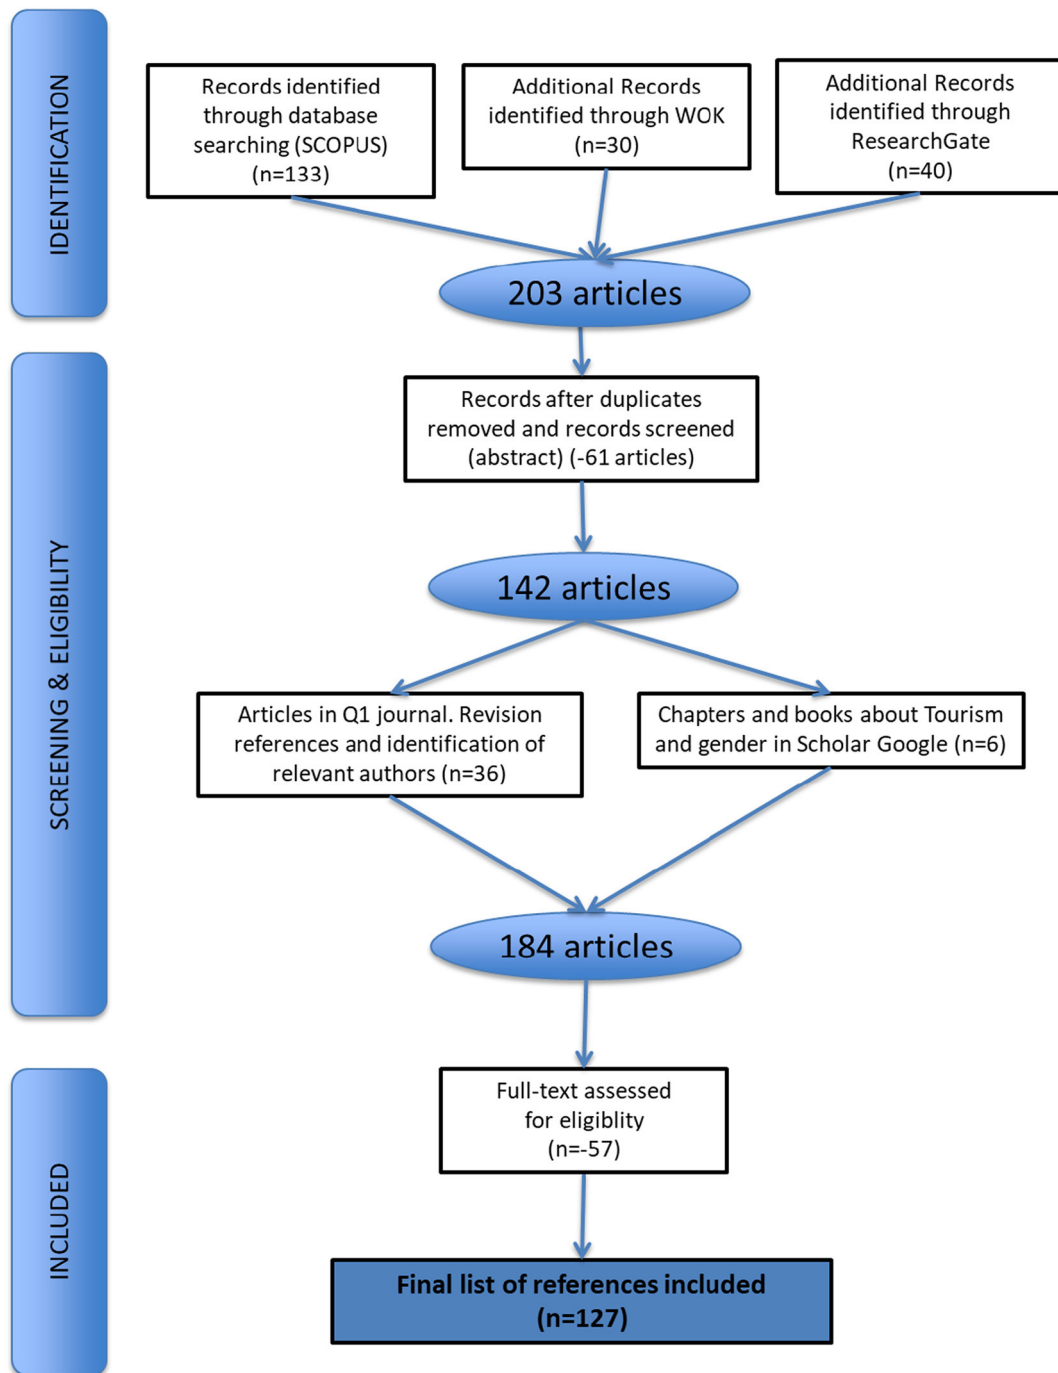 IDENTIFICATION
Records identified
through database
searching (SCOPUS)
(n=133)
Additional Records
identified through WOK
(n=30)
Additional Records
identified through
ResearchGate
(n=40)
203 articles
SCREENING & ELIGIBILITY
Records after duplicates
removed and records screened
(abstract) (-61 articles)
142 articles
Articles in Q1 journal. Revision
references and identification of
relevant authors (n=36)
Chapters and books about Tourism
and gender in Scholar Google (n=6)
184 articles
INCLUDED
Full-text assessed
for eligiblity
(n=-57)
Final list of references included
(n=127)